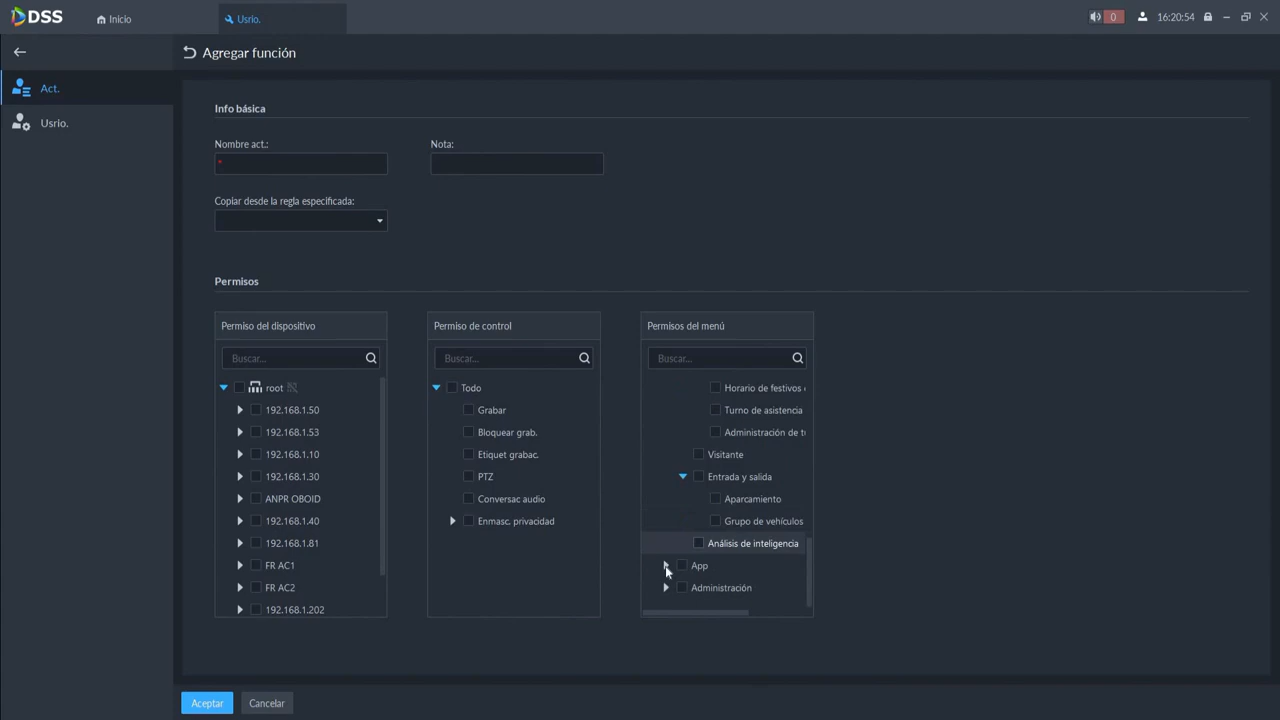 DSS
Inicio
Usrio.
0
16:20:54
Agregar función
Act.
Usrio.
Info básica
Nombre act.:
Nota:
*
Copiar desde la regla especificada:
Permisos
Permiso del dispositivo
Permiso de control
Permisos del menú
Buscar...
Buscar...
Buscar...
root
Todo
Horario de festivos
192.168.1.50
Grabar
Turno de asistencia
192.168.1.53
Bloquear grab.
Administración de
192.168.1.10
Etiquet grabac.
Visitante
192.168.1.30
PTZ
Entrada y salida
ANPR OBOID
Conversac audio
Aparcamiento
192.168.1.40
Enmasc. privacidad
Grupo de vehículos
192.168.1.81
Análisis de inteligencia
FR AC1
App
FR AC2
Administración
192.168.1.202
Aceptar
Cancelar